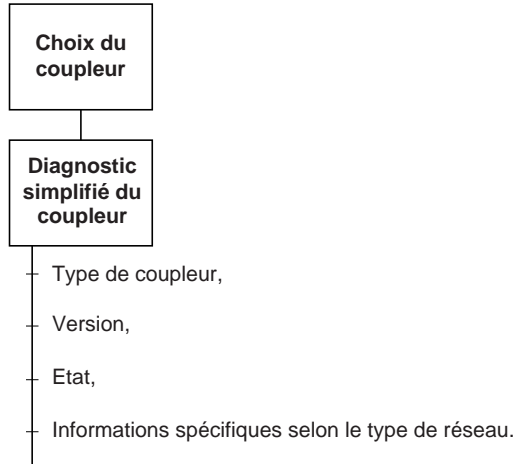 Choix du
coupleur
Diagnostic
simplifié du
coupleur
Type de coupleur,
Version,
Etat,
Informations spécifiques selon le type de réseau.